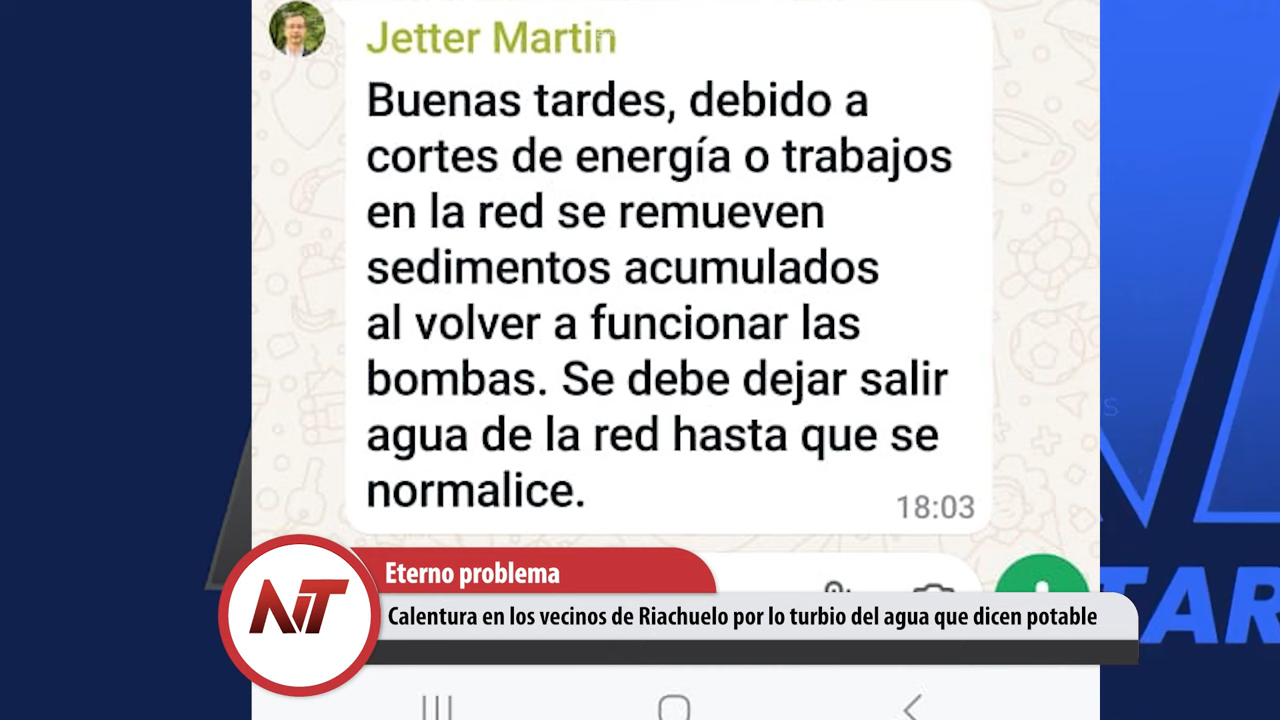 Jetter Martin
Buenas tardes, debido a
cortes de energía o trabajos
en la red se remueven
sedimentos acumulados
al volver a funcionar las
bombas. Se debe dejar salir
agua de la red hasta que se
normalice.
18:03
NT
Eterno problema
Calentura en los vecinos de Riachuelo por lo turbio del agua que dicen potable
TAR